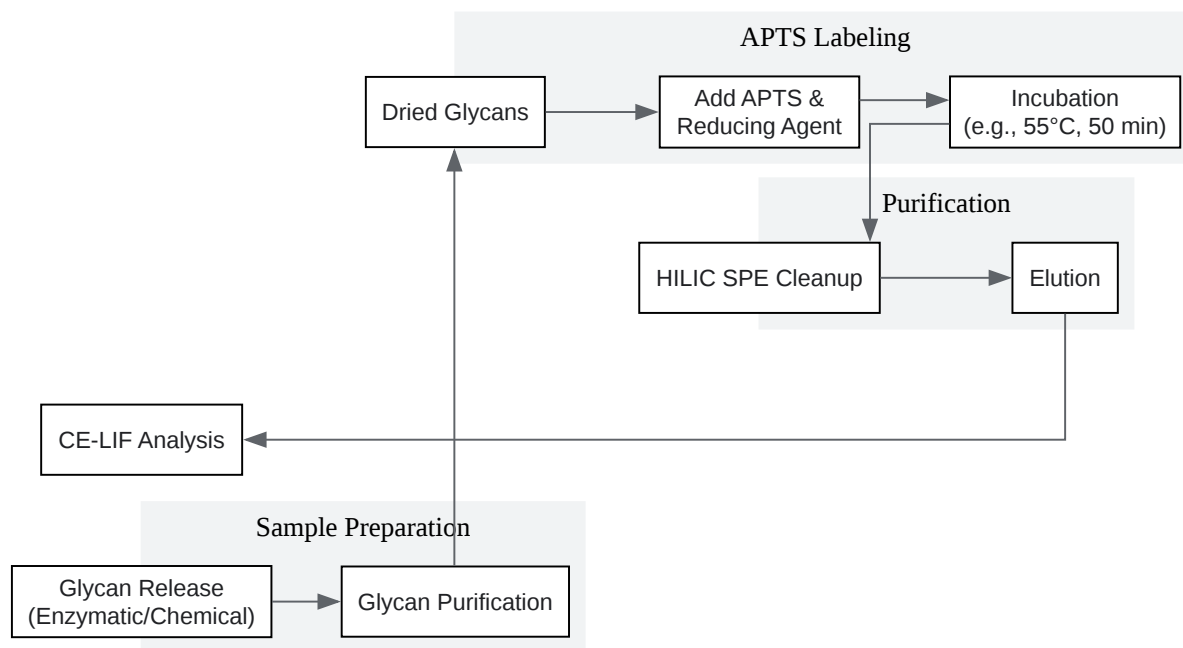 APTS Labeling
Dried Glycans
Add APTS &
Reducing Agent
Incubation
(e.g., 55°C, 50 min)
Purification
HILIC SPE Cleanup
Elution
CE-LIF Analysis
Sample Preparation
Glycan Release
(Enzymatic/Chemical)
Glycan Purification